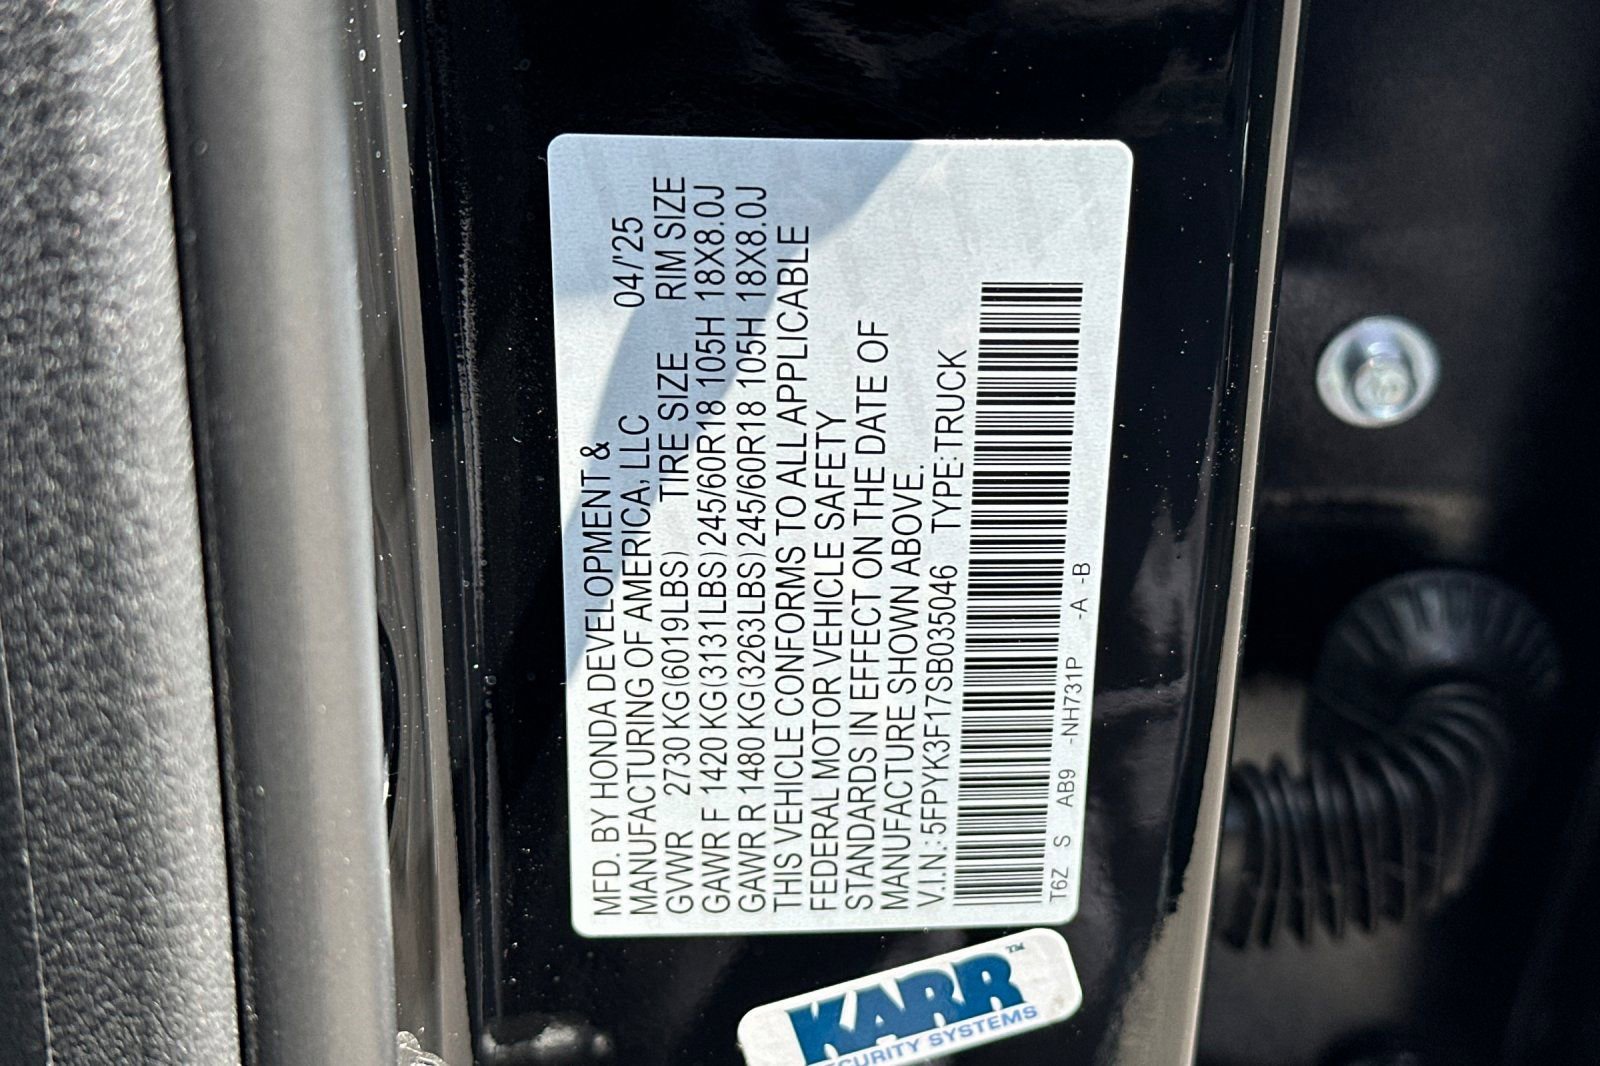 MFD. BY HONDA DEVELOPMENT &
MANUFACTURING OF AMERICA, LLC 04/'25
GVWR 2730 KG (6019LBS) TIRE SIZE RIM SIZE
GAWR F 1420 KG (3131LBS) 245/60R18 105H 18X8.0J
GAWR R 1480 KG (3263LBS) 245/60R18 105H 18X8.0J
THIS VEHICLE CONFORMS TO ALL APPLICABLE
FEDERAL MOTOR VEHICLE SAFETY
STANDARDS IN EFFECT ON THE DATE OF
MANUFACTURE SHOWN ABOVE.
V.I.N.: 5FPYK3F17SB035046 TYPE: TRUCK
T6Z S AB9 -NH731P -A -B
KARR™
SECURITY SYSTEMS